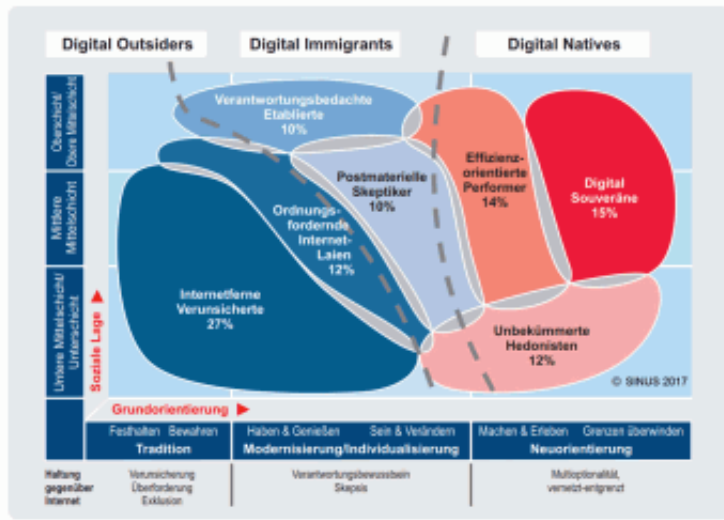 Digital Outsiders
Digital Immigrants
Digital Natives
Oberschicht/
Obere Mittelschicht
Mittlere
Mittelschicht
Untere Mittelschicht/
Unterschicht
Soziale Lage
Verantwortungsbedachte
Etablierte
10%
Postmaterielle
Skeptiker
10%
Effizienz-
orientierte
Performer
14%
Digital
Souveräne
15%
Ordnungs-
fordernde
Internet-
Laien
12%
Internetferne
Verunsicherte
27%
Unbekümmerte
Hedonisten
12%
© SINUS 2017
Grundorientierung
Festhalten Bewahren
Tradition
Haben & Genießen Sein & Verändern
Modernisierung/Individualisierung
Machen & Erleben Grenzen überwinden
Neuorientierung
Haltung
gegenüber
Internet
Verunsicherung
Überforderung
Exklusion
Verantwortungsbewusstsein
Skepsis
Multioptionalität,
vernetzt-entgrenzt